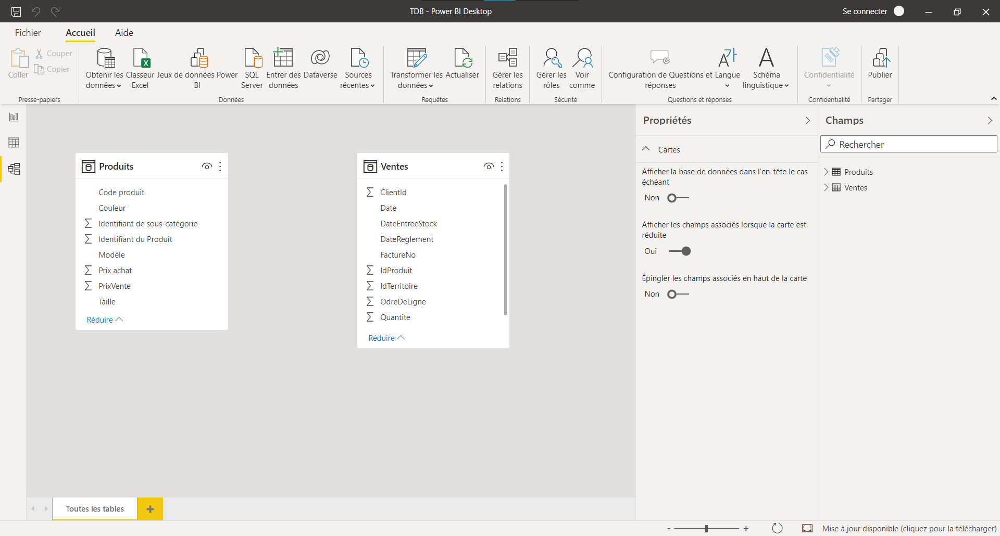 TDB - Power BI Desktop
Se connecter
Fichier
Accueil
Aide
Coller
Couper
Copier
Presse-papiers
Obtenir les
données
Classeur
Excel
Jeux de données Power
BI
SQL
Server
Entrer des
données
Dataverse
Sources
récentes
Données
Transformer les
données
Actualiser
Requêtes
Gérer les
relations
Relations
Gérer les
rôles
Voir
comme
Sécurité
Configuration de Questions et
réponses
Langue
Schéma
linguistique
Questions et réponses
Confidentialité
Confidentialité
Publier
Partager
Produits
Code produit
Couleur
Identifiant de sous-catégorie
Identifiant du Produit
Modèle
Prix achat
PrixVente
Taille
Réduire
Ventes
ClientId
Date
DateEntreeStock
DateReglement
FactureNo
IdProduit
IdTerritoire
OdreDeLigne
Quantite
Réduire
Propriétés
Cartes
Afficher la base de données dans l’en-tête le cas
échéant
Non
Afficher les champs associés lorsque la carte est
réduite
Oui
Épingler les champs associés en haut de la carte
Non
Champs
Rechercher
Produits
Ventes
Toutes les tables
Mise à jour disponible (cliquez pour la télécharger)